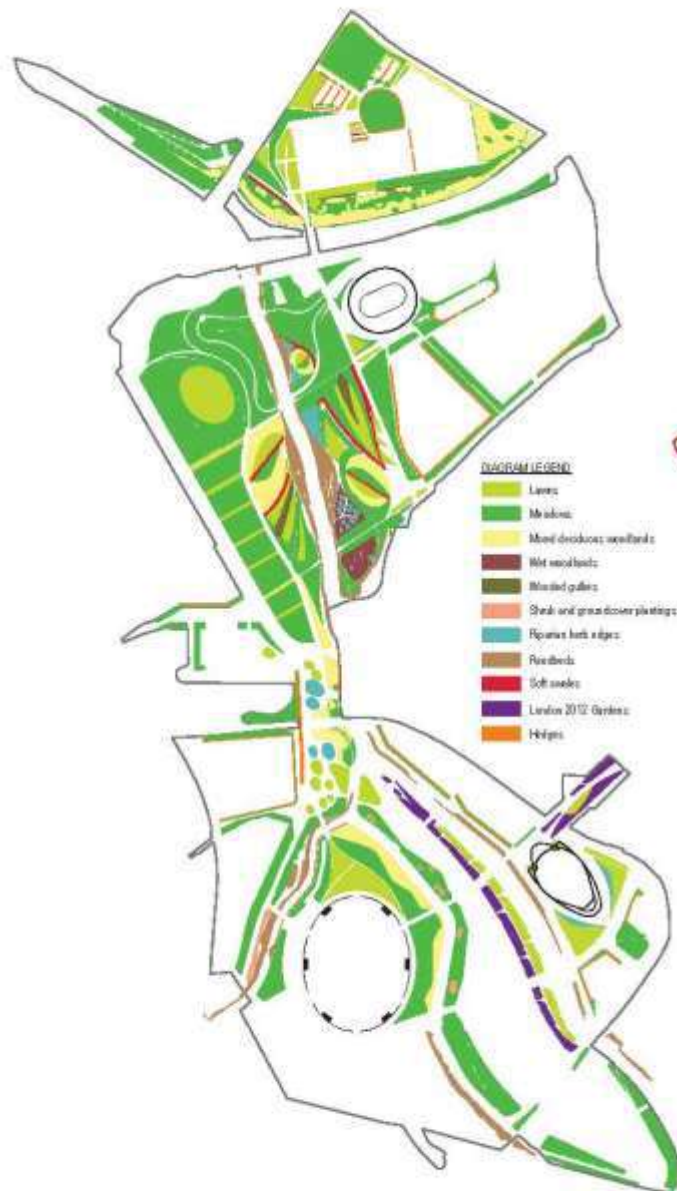 DIAGRAM LEGEND
Lawns
Meadows
Mixed deciduous woodlands
Wet woodlands
Wooded gullies
Shrub and groundcover plantings
Riparian herb edges
Reedbeds
Soft swales
London 2012 Gardens
Hedges